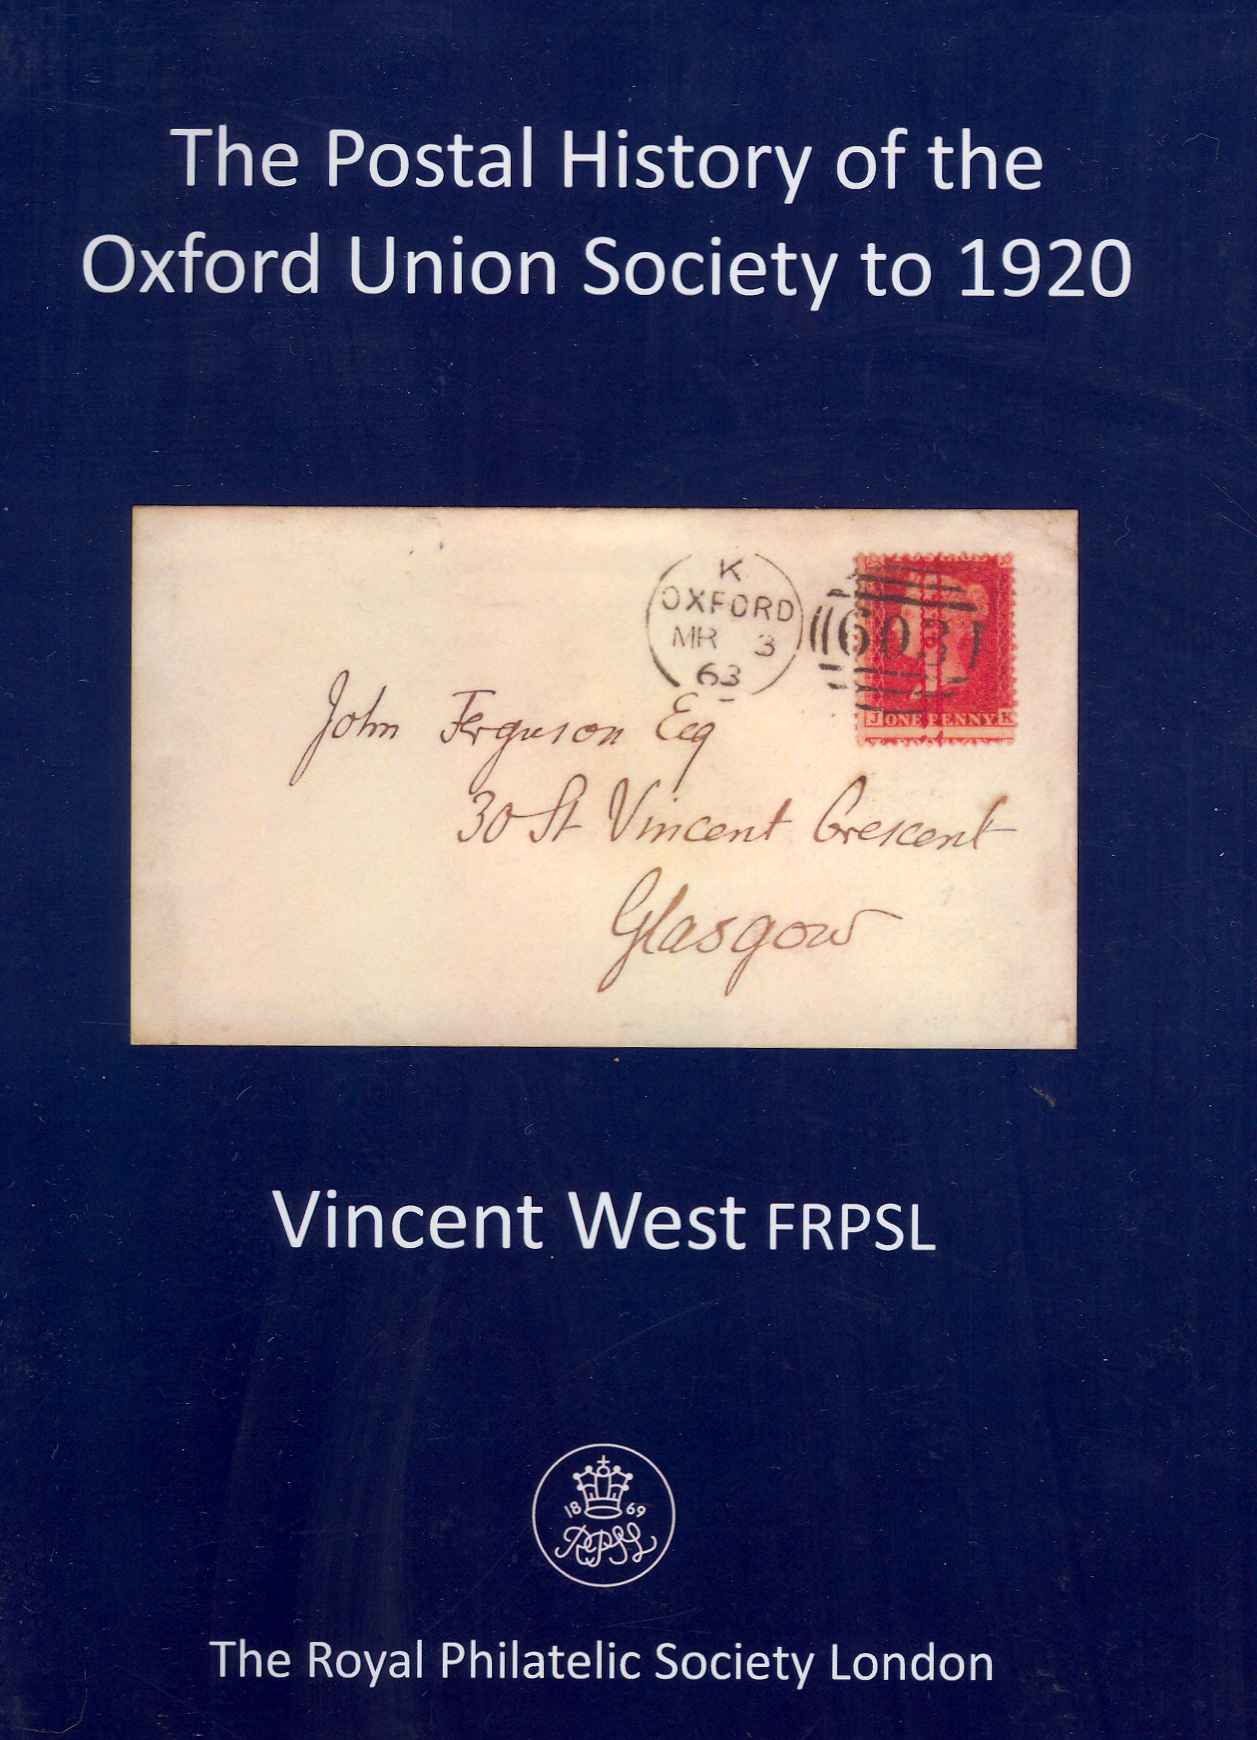 The Postal History of the
Oxford Union Society to 1920
K
OXFORD
MR 3
63
603
J ONE PENNY K
John Ferguson Esq
30 St Vincent Crescent
Glasgow
Vincent West FRPSL
18 69
RPSL
The Royal Philatelic Society London